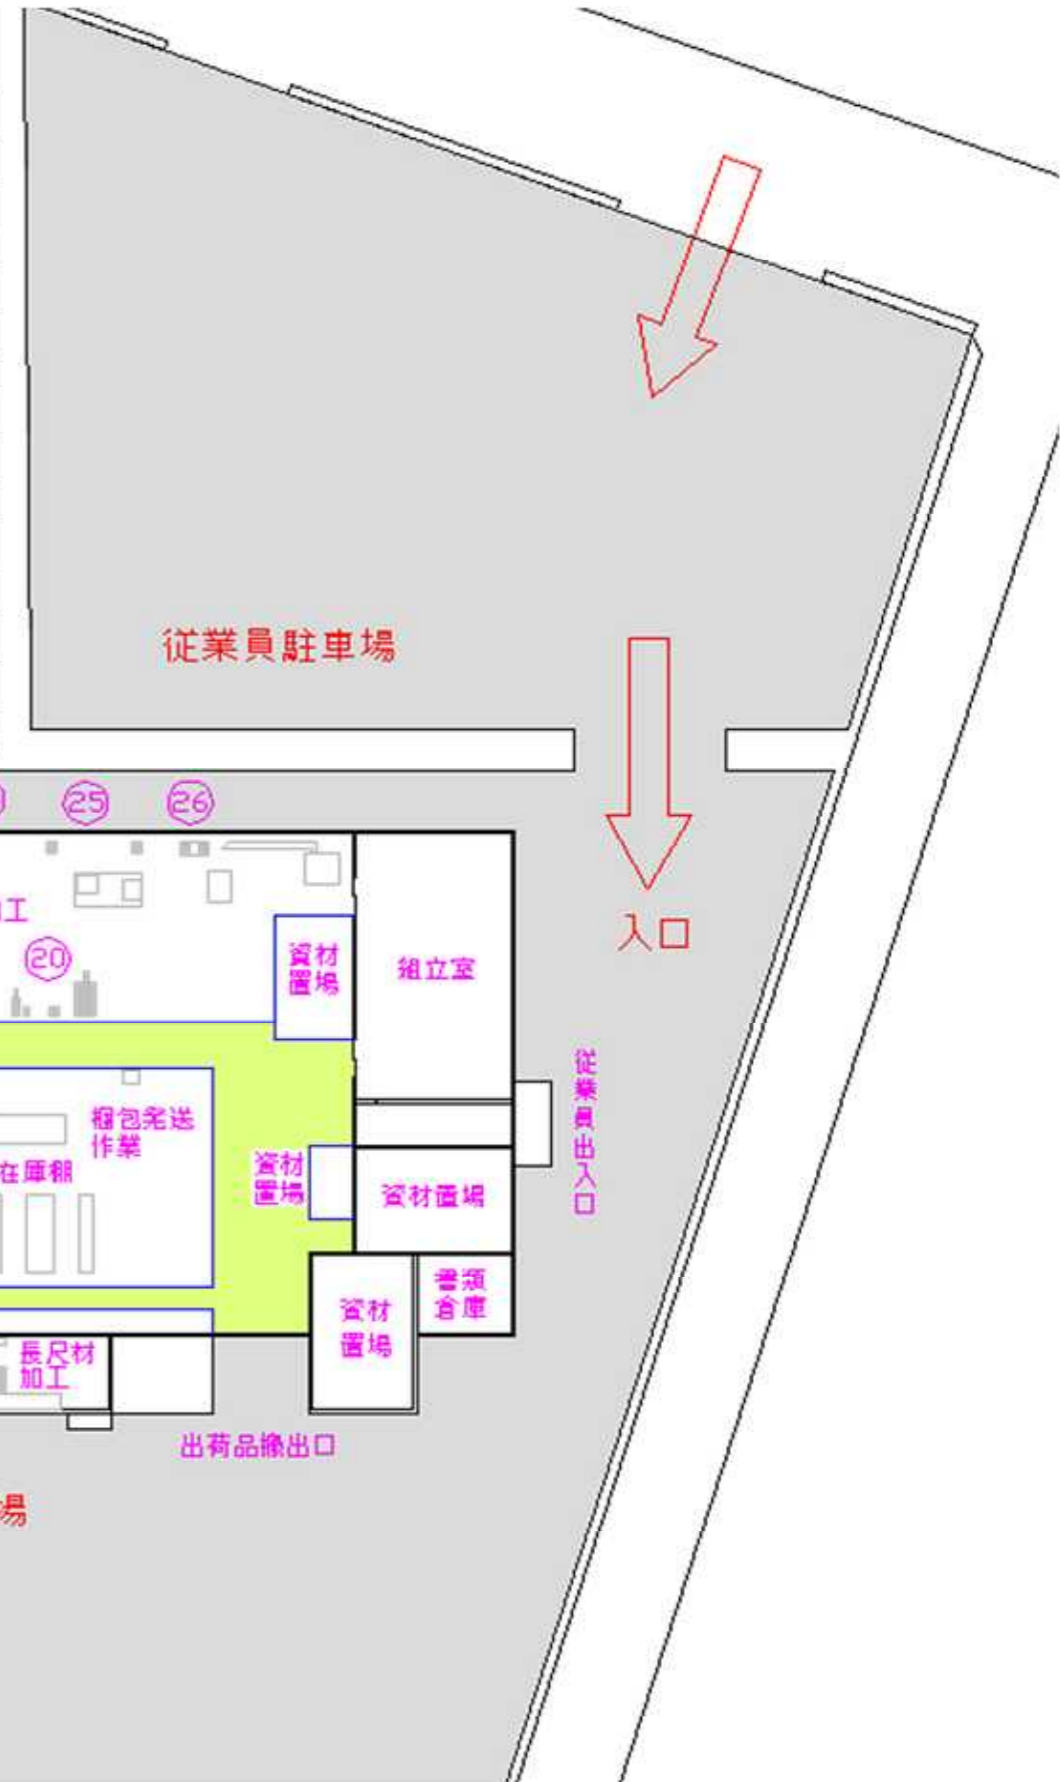 従業員駐車場
25
26
入口
工
20
資材
置場
組立室
従業員出入口
梱包発送
作業
在庫棚
資材
置場
資材置場
書類
倉庫
資材
置場
長尺材
加工
出荷品搬出口
場